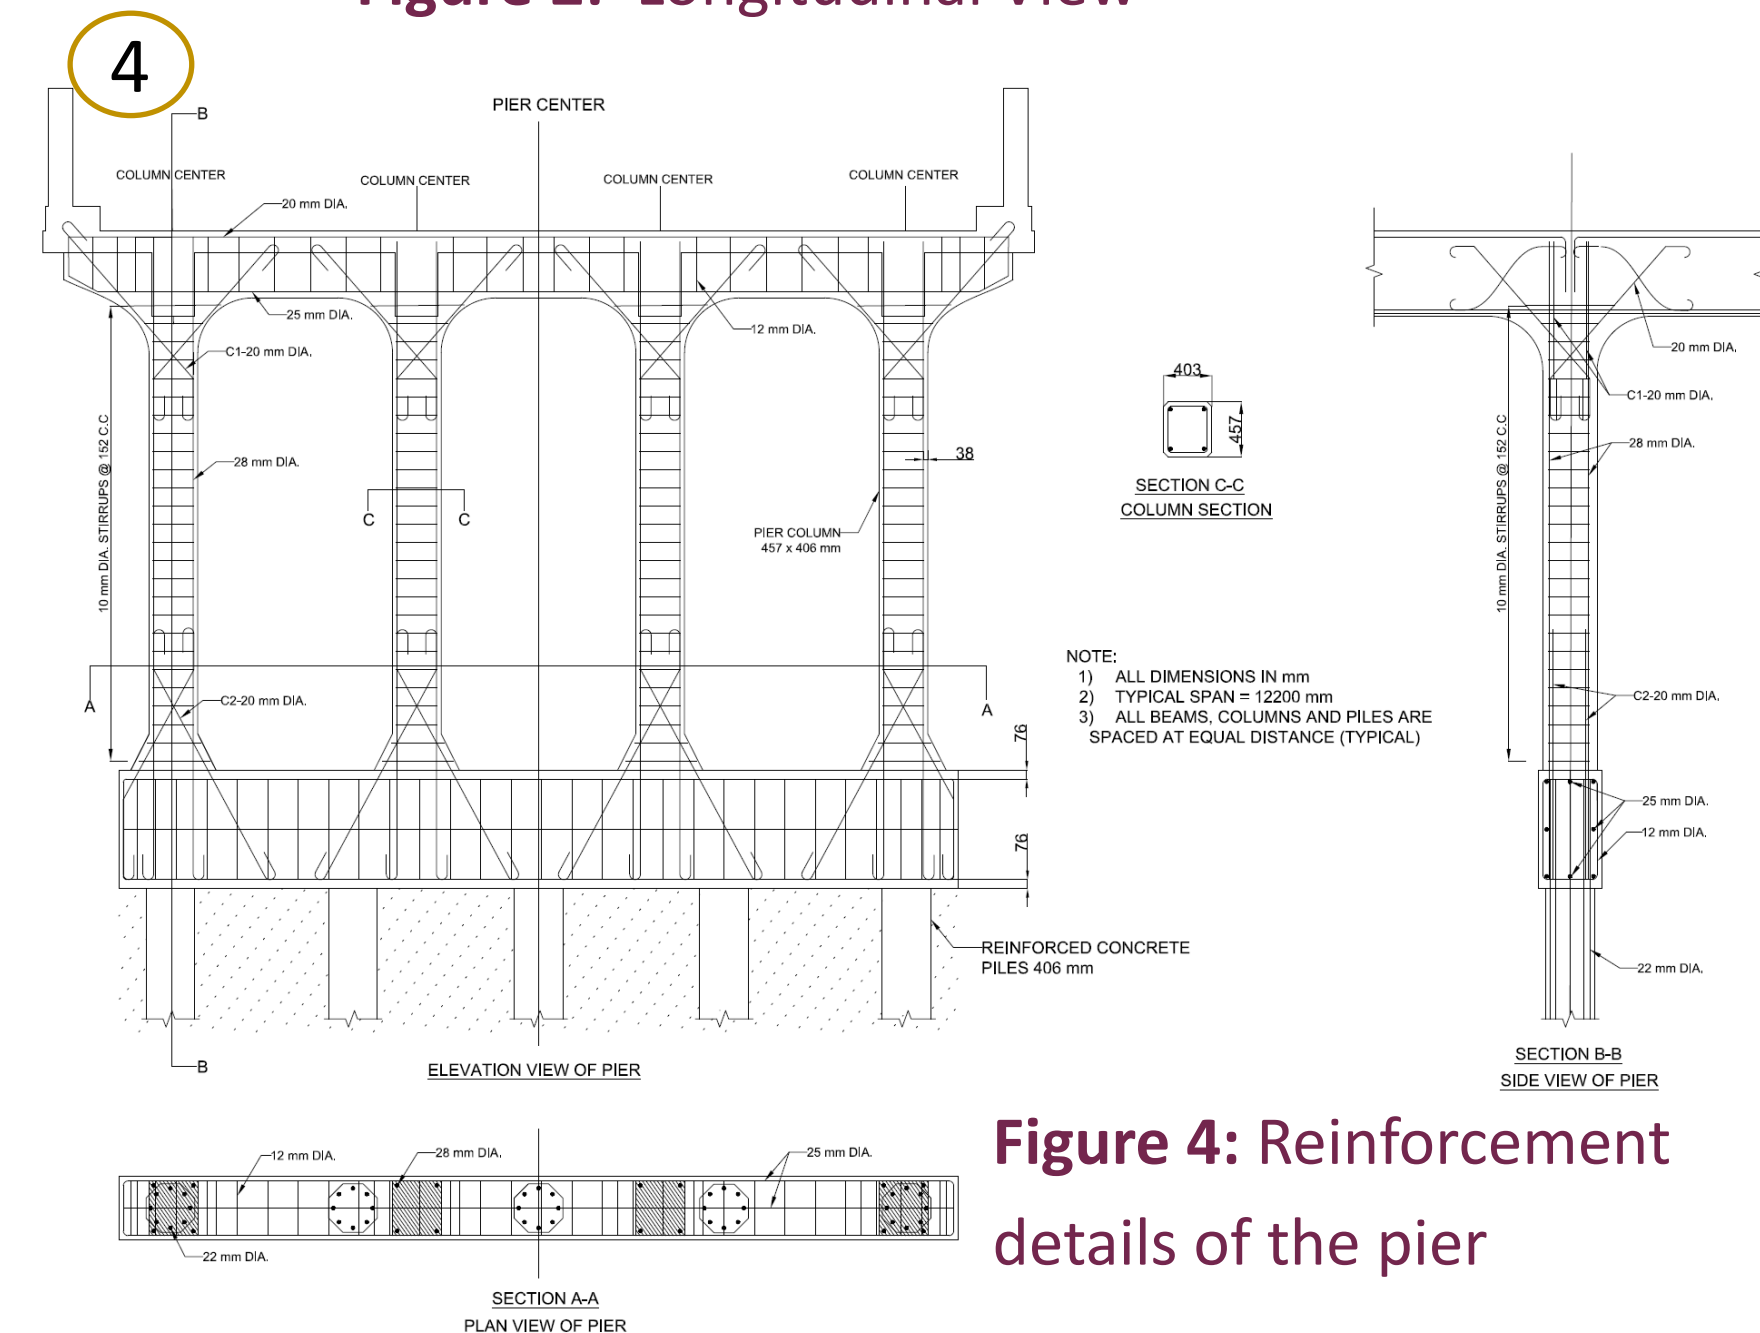 Figure 2: Longitudinal view
4
B
PIER CENTER
COLUMN CENTER
COLUMN CENTER
COLUMN CENTER
COLUMN CENTER
20 mm DIA.
25 mm DIA.
12 mm DIA.
C1-20 mm DIA.
10 mm DIA. STIRRUPS @ 152 C.C
28 mm DIA.
38
C
C
PIER COLUMN
457 x 406 mm
C2-20 mm DIA.
A
A
76
76
REINFORCED CONCRETE
PILES 406 mm
B
ELEVATION VIEW OF PIER
403
457
SECTION C-C
COLUMN SECTION
NOTE:
1) ALL DIMENSIONS IN mm
2) TYPICAL SPAN = 12200 mm
3) ALL BEAMS, COLUMNS AND PILES ARE
SPACED AT EQUAL DISTANCE (TYPICAL)
20 mm DIA.
C1-20 mm DIA.
28 mm DIA.
10 mm DIA. STIRRUPS @ 152 C.C
C2-20 mm DIA.
25 mm DIA.
12 mm DIA.
22 mm DIA.
SECTION B-B
SIDE VIEW OF PIER
12 mm DIA.
28 mm DIA.
25 mm DIA.
22 mm DIA.
SECTION A-A
PLAN VIEW OF PIER
Figure 4: Reinforcement
details of the pier